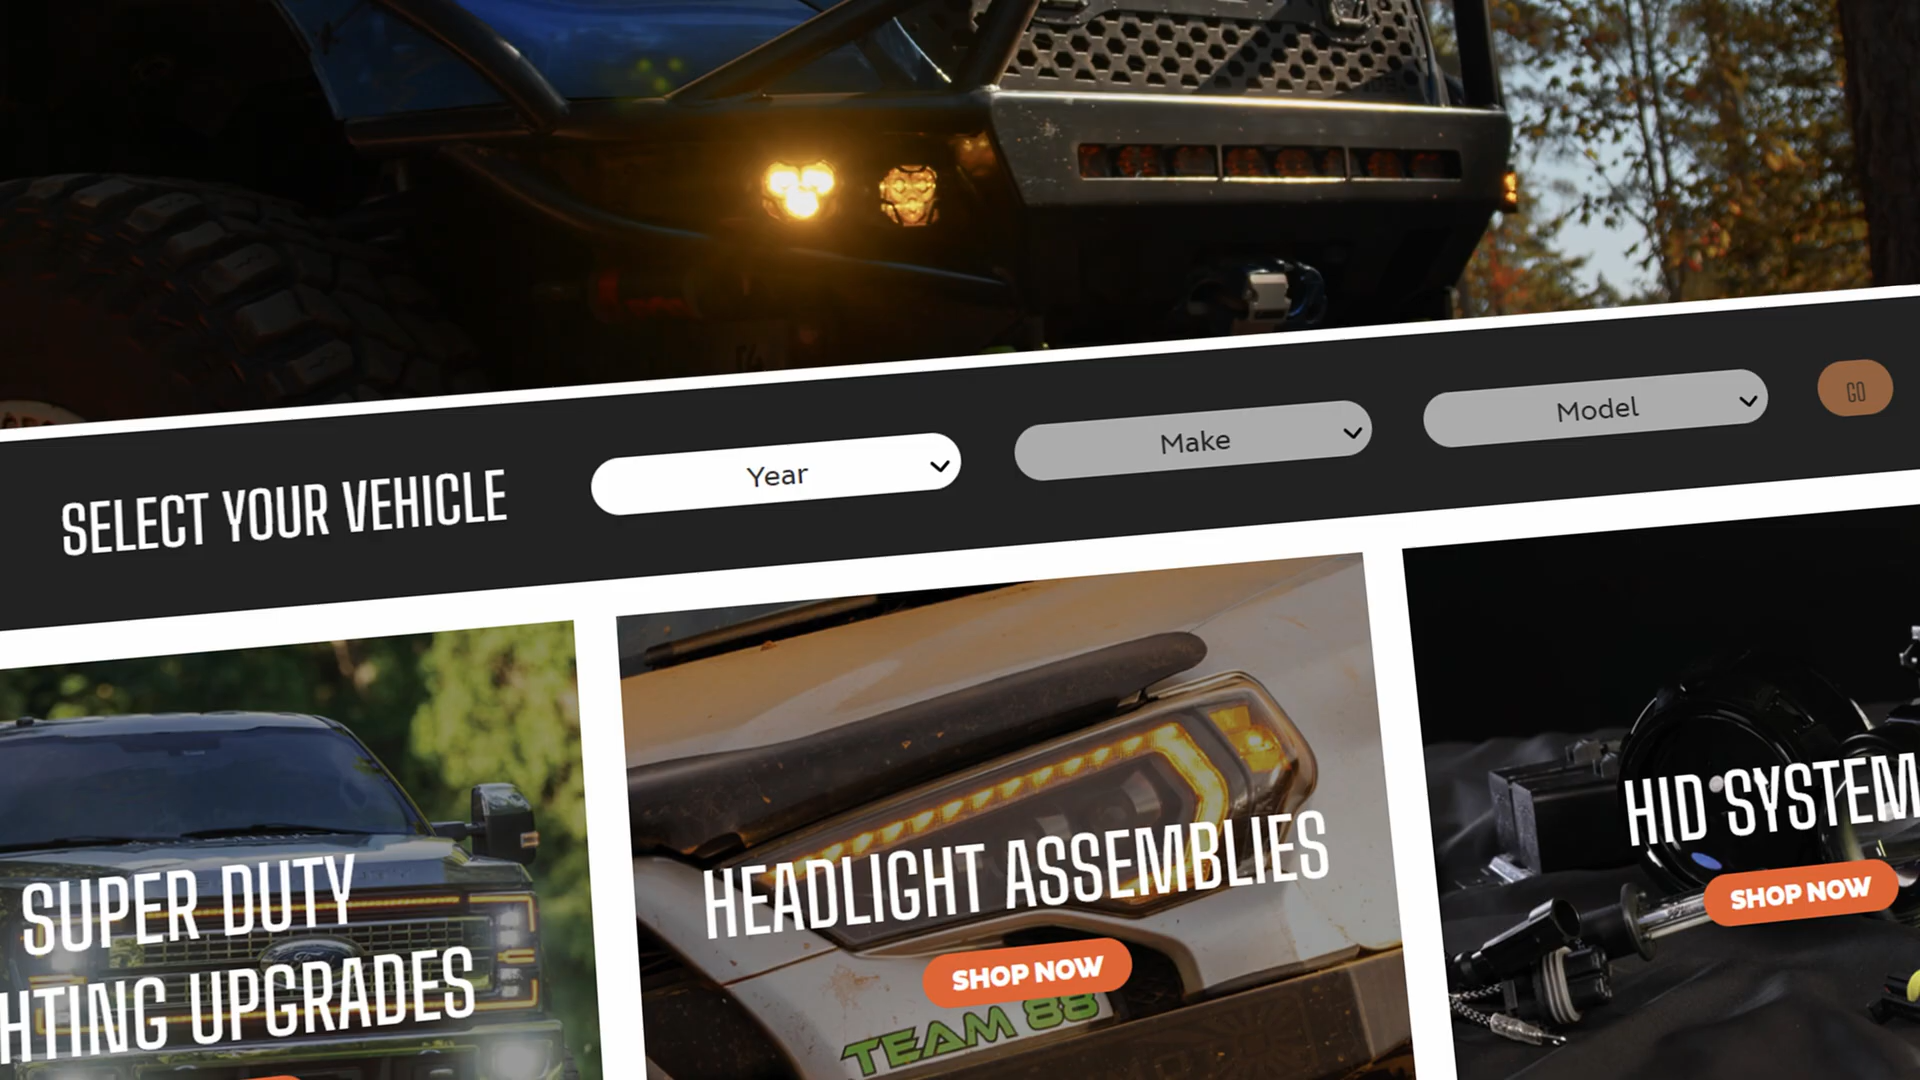 SELECT YOUR VEHICLE
Year
Make
Model
GO
SUPER DUTY
HTING UPGRADES
HEADLIGHT ASSEMBLIES
SHOP NOW
TEAM 88
HID SYSTEM
SHOP NOW